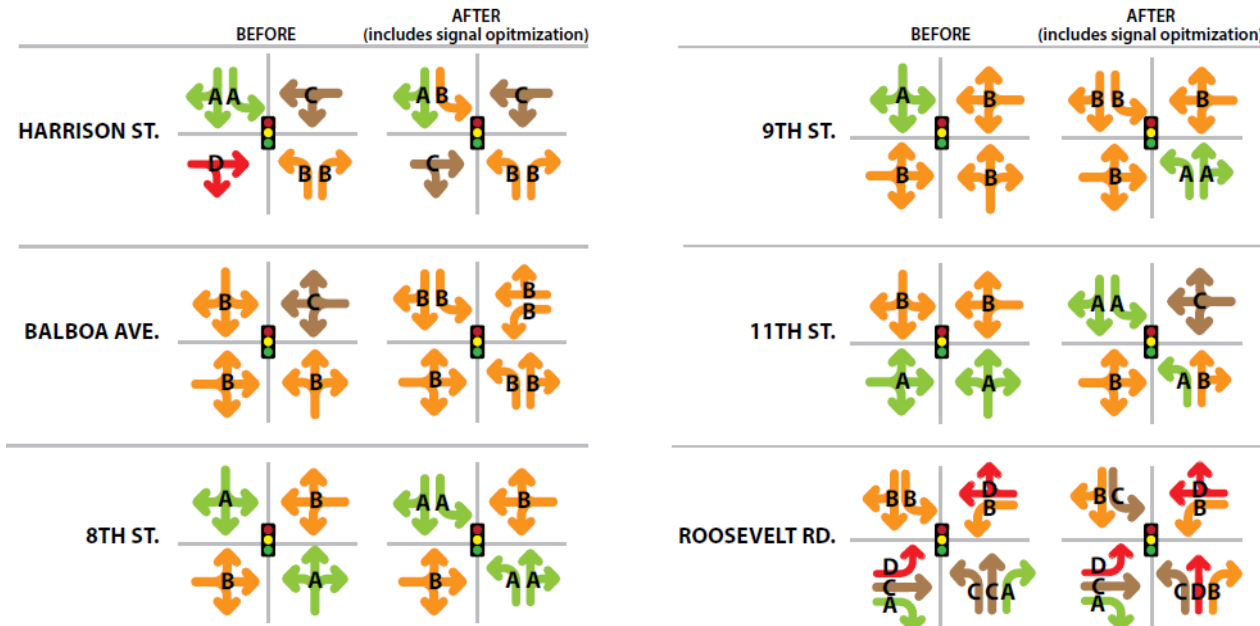 BEFORE
AFTER
(includes signal opitmization)
HARRISON ST.
A A
C
D
B B
A B
C
C
B B
BALBOA AVE.
B
C
B
B
B B
B
B
B
B B
8TH ST.
A
B
B
A
A A
B
B
A A
BEFORE
AFTER
(includes signal opitmization)
9TH ST.
A
B
B
B
B B
B
B
A A
11TH ST.
B
B
A
A
A A
C
B
A B
ROOSEVELT RD.
B B
D
B
D
C
A
C C A
B C
D
B
D
C
A
C D B